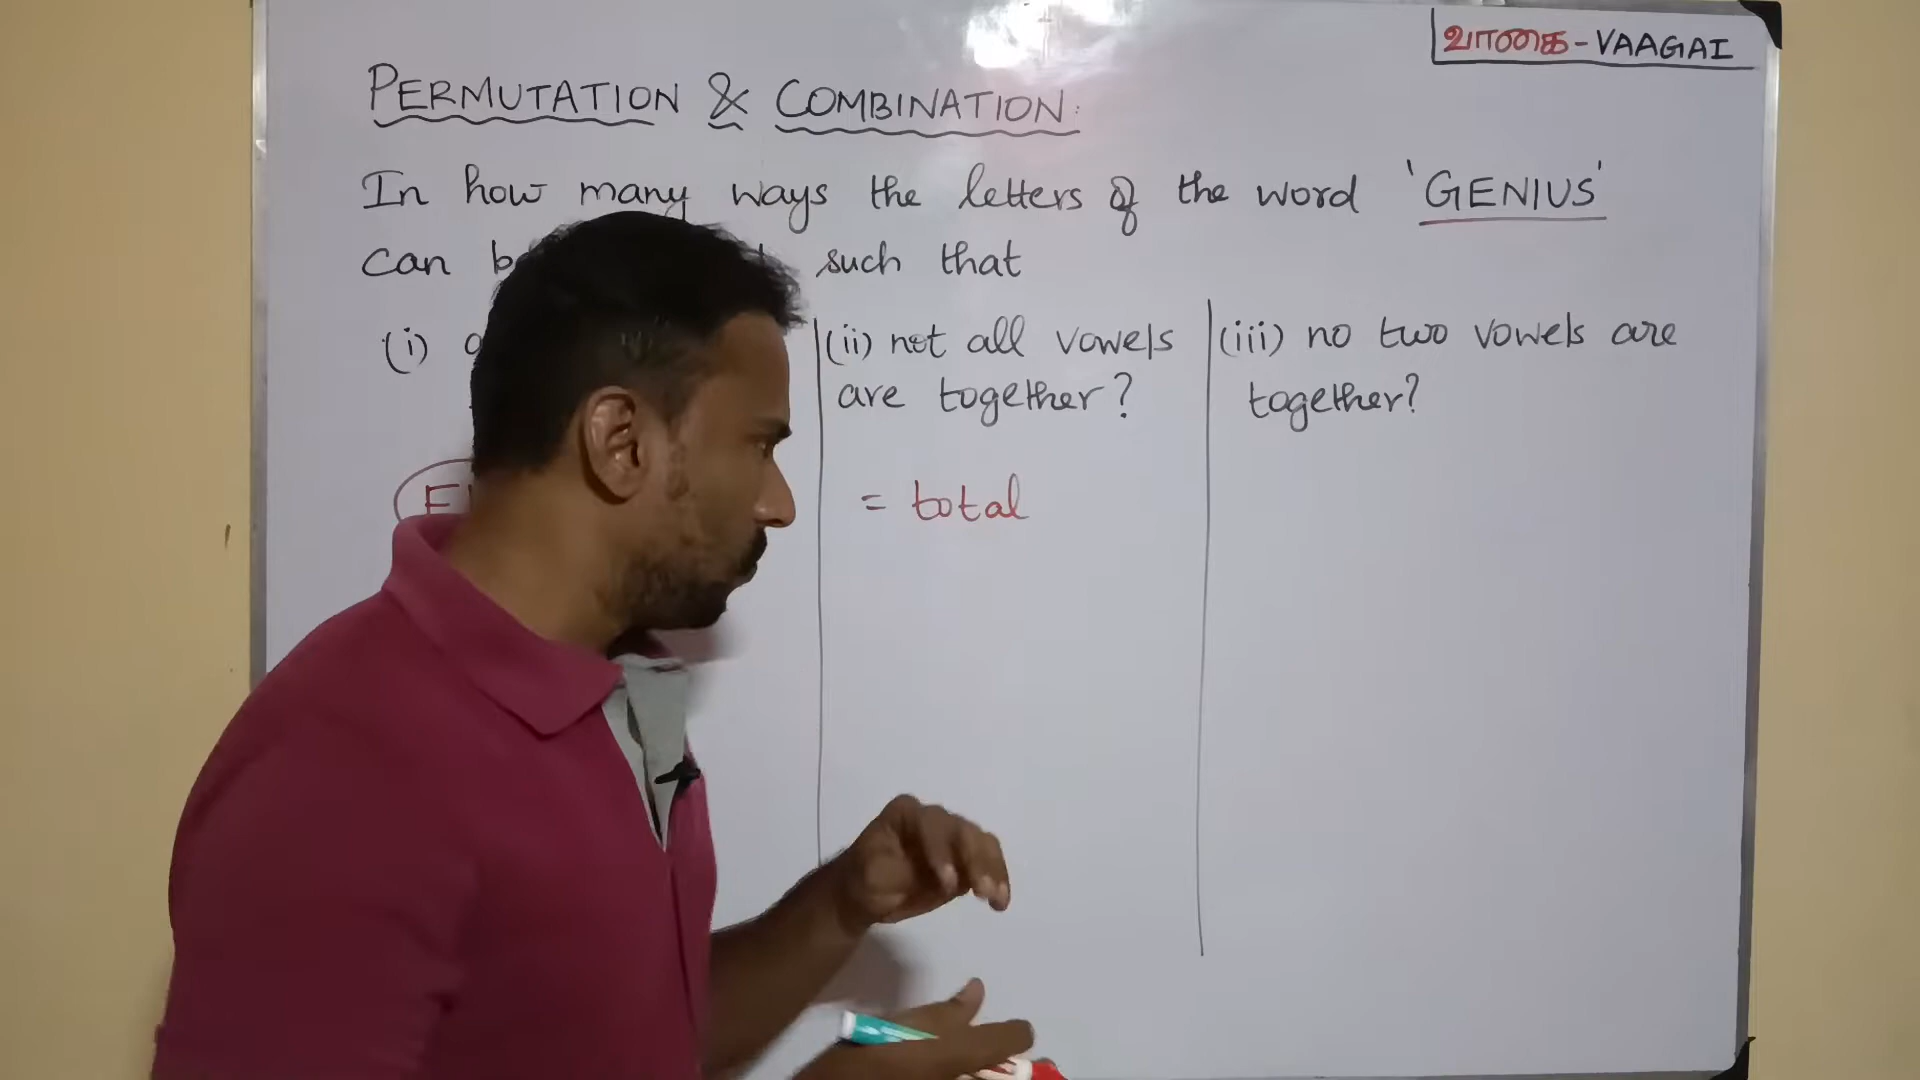 வாகை - VAAGAI
PERMUTATION & COMBINATION:
In how many ways the letters of the word 'GENIUS'
can such that
(i)
(ii) not all vowels
are together?
= total
(iii) no two vowels are
together?